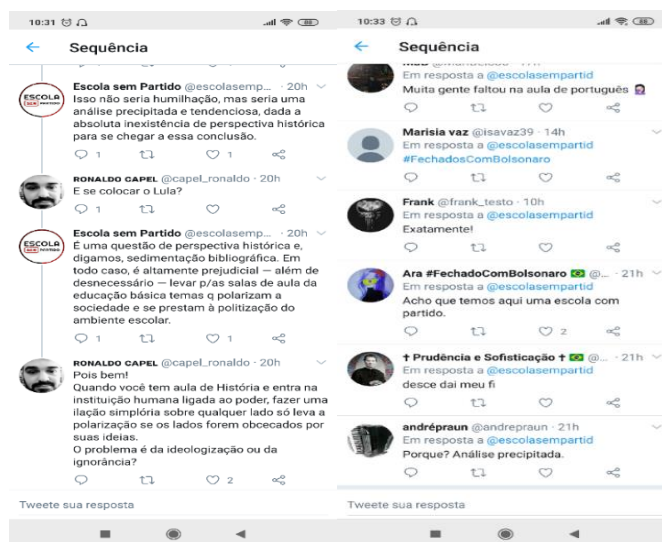 10:31
88
Sequência
Escola sem Partido @escolasemp... · 20h
Isso não seria humilhação, mas seria uma
análise precipitada e tendenciosa, dada a
absoluta inexistência de perspectiva histórica
para se chegar a essa conclusão.
1 1
RONALDO CAPEL @capel_ronaldo · 20h
E se colocar o Lula?
1
Escola sem Partido @escolasemp... · 20h
É uma questão de perspectiva histórica e,
digamos, sedimentação bibliográfica. Em
todo caso, é altamente prejudicial — além de
desnecessário — levar p/as salas de aula da
educação básica temas q polarizam a
sociedade e se prestam à politização do
ambiente escolar.
1 1
RONALDO CAPEL @capel_ronaldo · 20h
Pois bem!
Quando você tem aula de História e entra na
instituição humana ligada ao poder, fazer uma
ilação simplória sobre qualquer lado só leva a
polarização se os lados forem obcecados por
suas ideias.
O problema é da ideologização ou da
ignorância?
2
Tweete sua resposta
10:33
88
Sequência
Em resposta a @escolasempartid
Muita gente faltou na aula de português
Marisia vaz @isavaz39 · 14h
Em resposta a @escolasempartid
#FechadosComBolsonaro
Frank @frank_testo · 10h
Em resposta a @escolasempartid
Exatamente!
Ara #FechadoComBolsonaro @... · 21h
Em resposta a @escolasempartid
Acho que temos aqui uma escola com
partido.
2
† Prudência e Sofisticação † @... · 21h
Em resposta a @escolasempartid
desce dai meu fi
andrépraun @andrepraun · 21h
Em resposta a @escolasempartid
Porque? Análise precipitada.
Tweete sua resposta